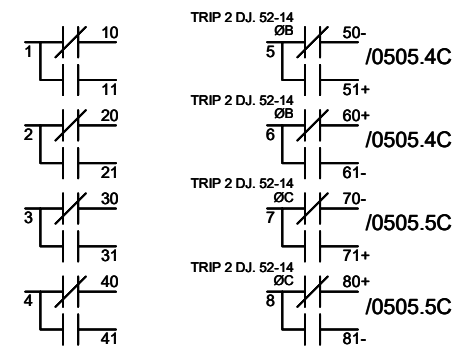 TRIP 2 DJ. 52-14
10 ØB 50-
1 5 /0505.4C
11 51+
TRIP 2 DJ. 52-14
20 ØB 60+
2 6 /0505.4C
21 61-
TRIP 2 DJ. 52-14
30 ØC 70-
3 7 /0505.5C
31 71+
TRIP 2 DJ. 52-14
40 ØC 80+
4 8 /0505.5C
41 81-